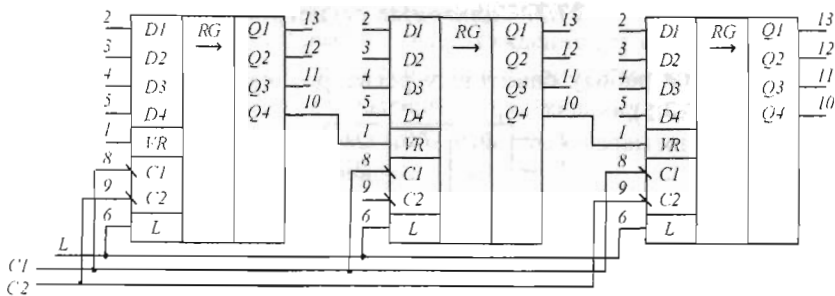 2 D1 RG Q1 13 2 D1 RG Q1 13 2 D1 RG Q1 13
3 D2 Q2 12 3 D2 Q2 12 3 D2 Q2 12
4 D3 Q3 11 4 D3 Q3 11 4 D3 Q3 11
5 D4 Q4 10 5 D4 Q4 10 5 D4 Q4 10
1 VR 1 VR 1 VR
8 C1 8 C1 8 C1
9 C2 9 C2 9 C2
6 L 6 L 6 L
L
C1
C2